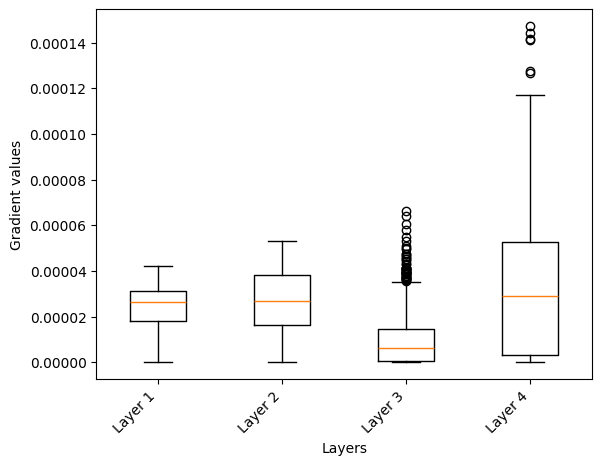 Gradient values
0.00014
0.00012
0.00010
0.00008
0.00006
0.00004
0.00002
0.00000
Layer 1
Layer 2
Layer 3
Layer 4
Layers